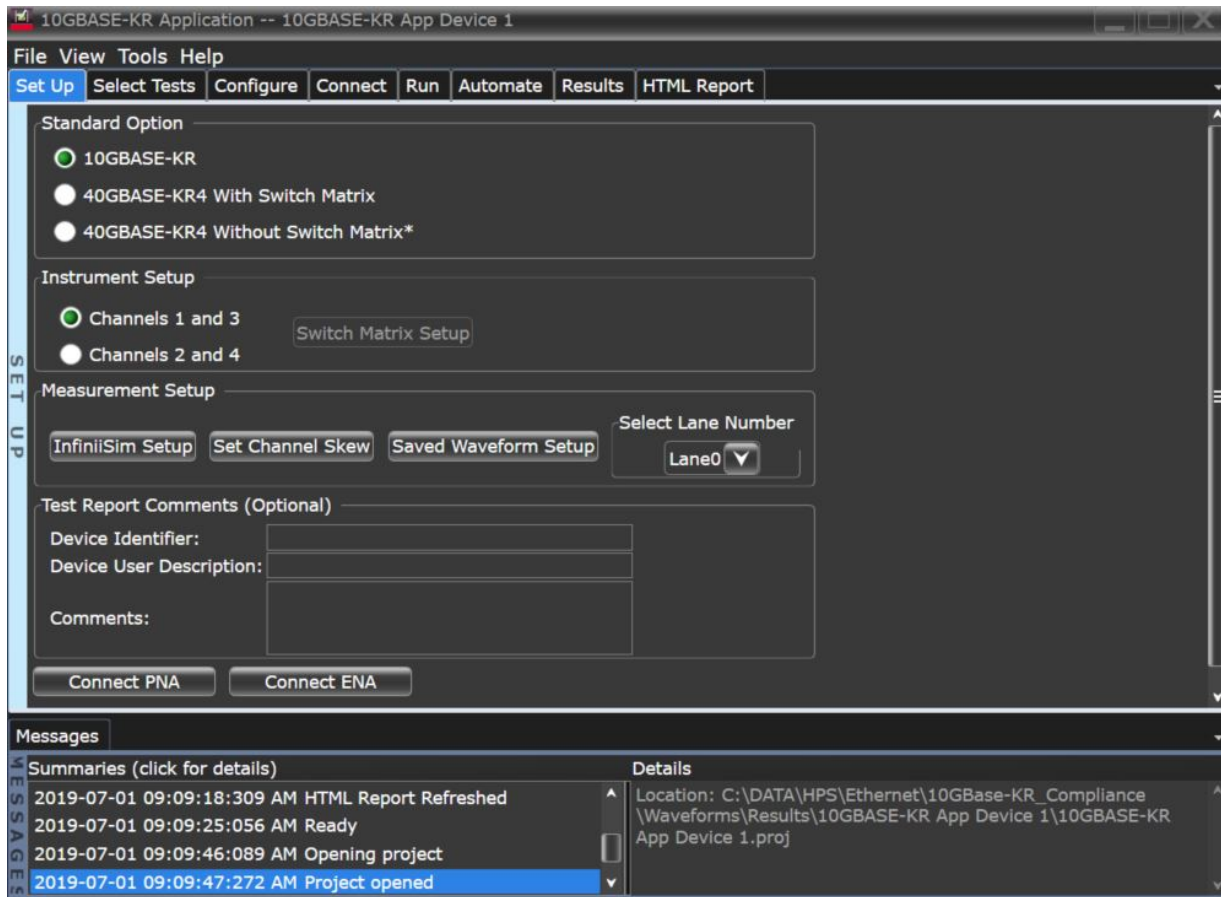 10GBASE-KR Application -- 10GBASE-KR App Device 1
File View Tools Help
Set Up Select Tests Configure Connect Run Automate Results HTML Report
SET UP
Standard Option
10GBASE-KR
40GBASE-KR4 With Switch Matrix
40GBASE-KR4 Without Switch Matrix*
Instrument Setup
Channels 1 and 3
Switch Matrix Setup
Channels 2 and 4
Measurement Setup
InfiniiSim Setup Set Channel Skew Saved Waveform Setup
Select Lane Number
Lane0
Test Report Comments (Optional)
Device Identifier:
Device User Description:
Comments:
Connect PNA Connect ENA
Messages
MESSAGES
Summaries (click for details)
2019-07-01 09:09:18:309 AM HTML Report Refreshed
2019-07-01 09:09:25:056 AM Ready
2019-07-01 09:09:46:089 AM Opening project
2019-07-01 09:09:47:272 AM Project opened
Details
Location: C:\DATA\HPS\Ethernet\10GBase-KR_Compliance
\Waveforms\Results\10GBASE-KR App Device 1\10GBASE-KR
App Device 1.proj